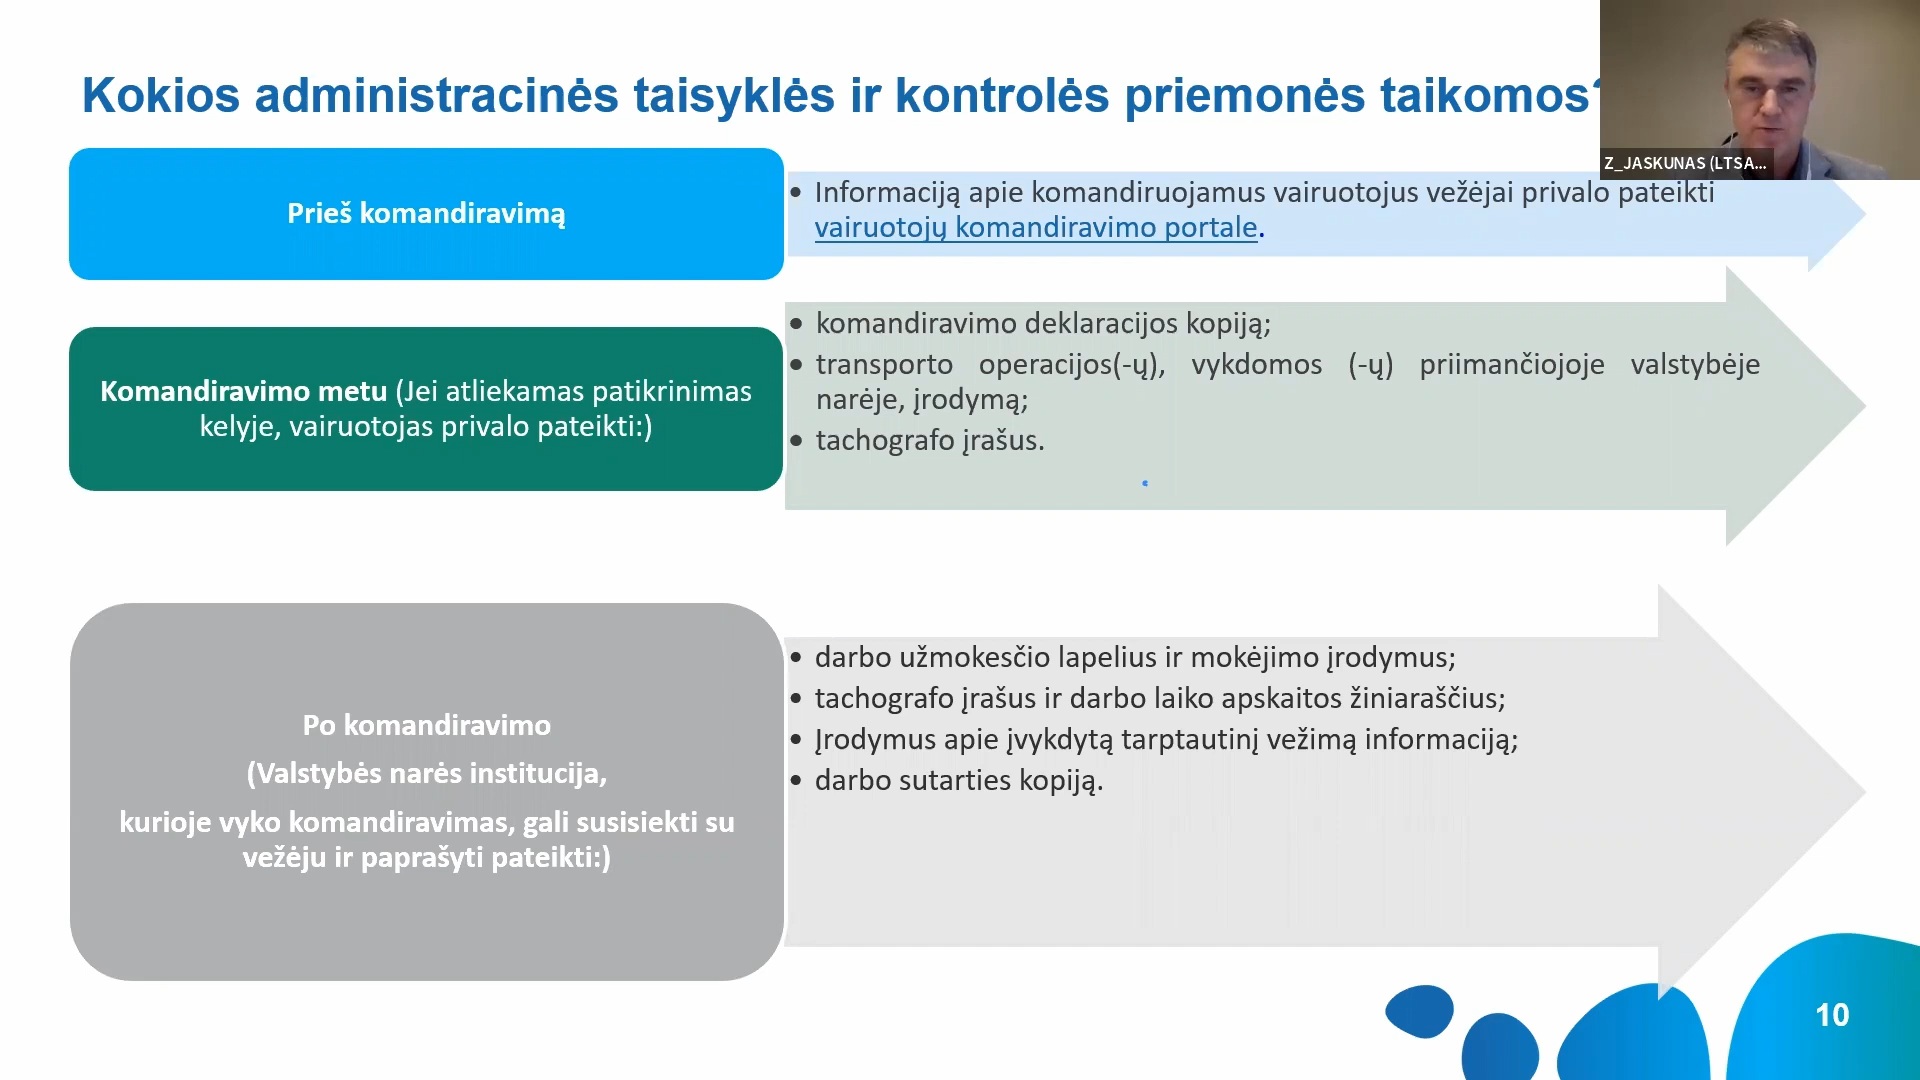 Kokios administracinės taisyklės ir kontrolės priemonės taikomos?
Z_JASKUNAS (LTSA...
Prieš komandiravimą
• Informaciją apie komandiruojamus vairuotojus vežėjai privalo pateikti
vairuotojų komandiravimo portale.
Komandiravimo metu (Jei atliekamas patikrinimas
kelyje, vairuotojas privalo pateikti:)
• komandiravimo deklaracijos kopiją;
• transporto operacijos(-ų), vykdomos (-ų) priimančiojoje valstybėje
narėje, įrodymą;
• tachografo įrašus.
Po komandiravimo
(Valstybės narės institucija,
kurioje vyko komandiravimas, gali susisiekti su
vežėju ir paprašyti pateikti:)
• darbo užmokesčio lapelius ir mokėjimo įrodymus;
• tachografo įrašus ir darbo laiko apskaitos žiniaraščius;
• Įrodymus apie įvykdytą tarptautinį vežimą informaciją;
• darbo sutarties kopiją.
10